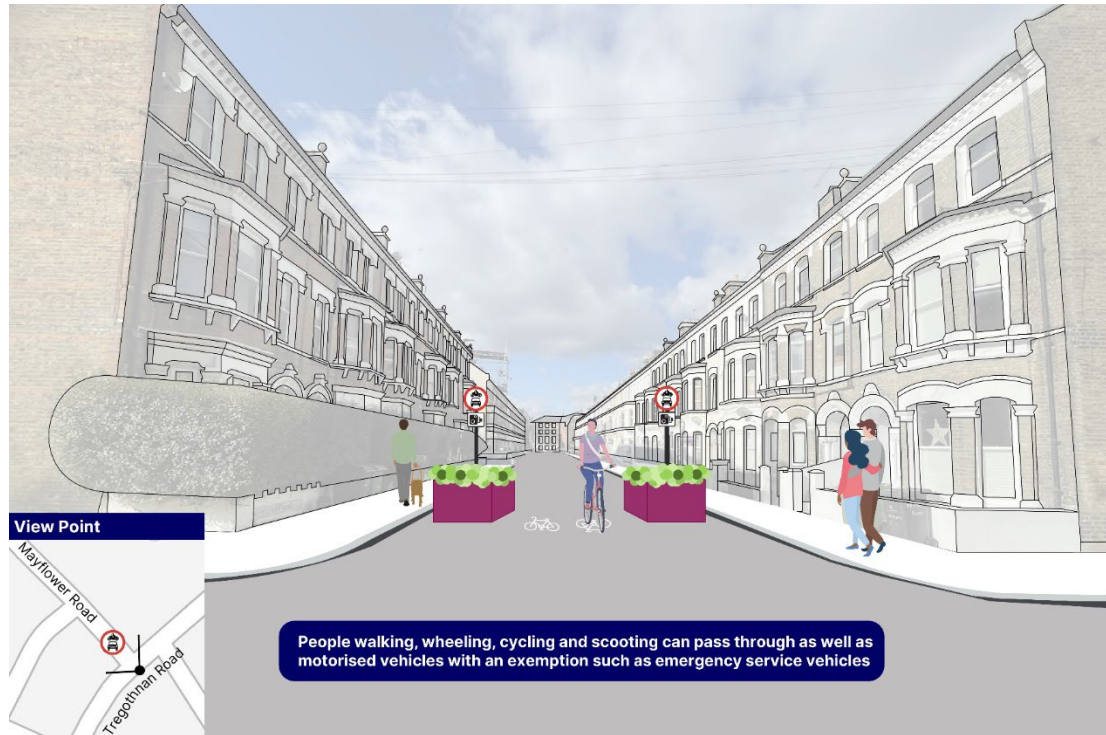 View Point
Mayflower Road
Tregothnan Road
People walking, wheeling, cycling and scooting can pass through as well as
motorised vehicles with an exemption such as emergency service vehicles